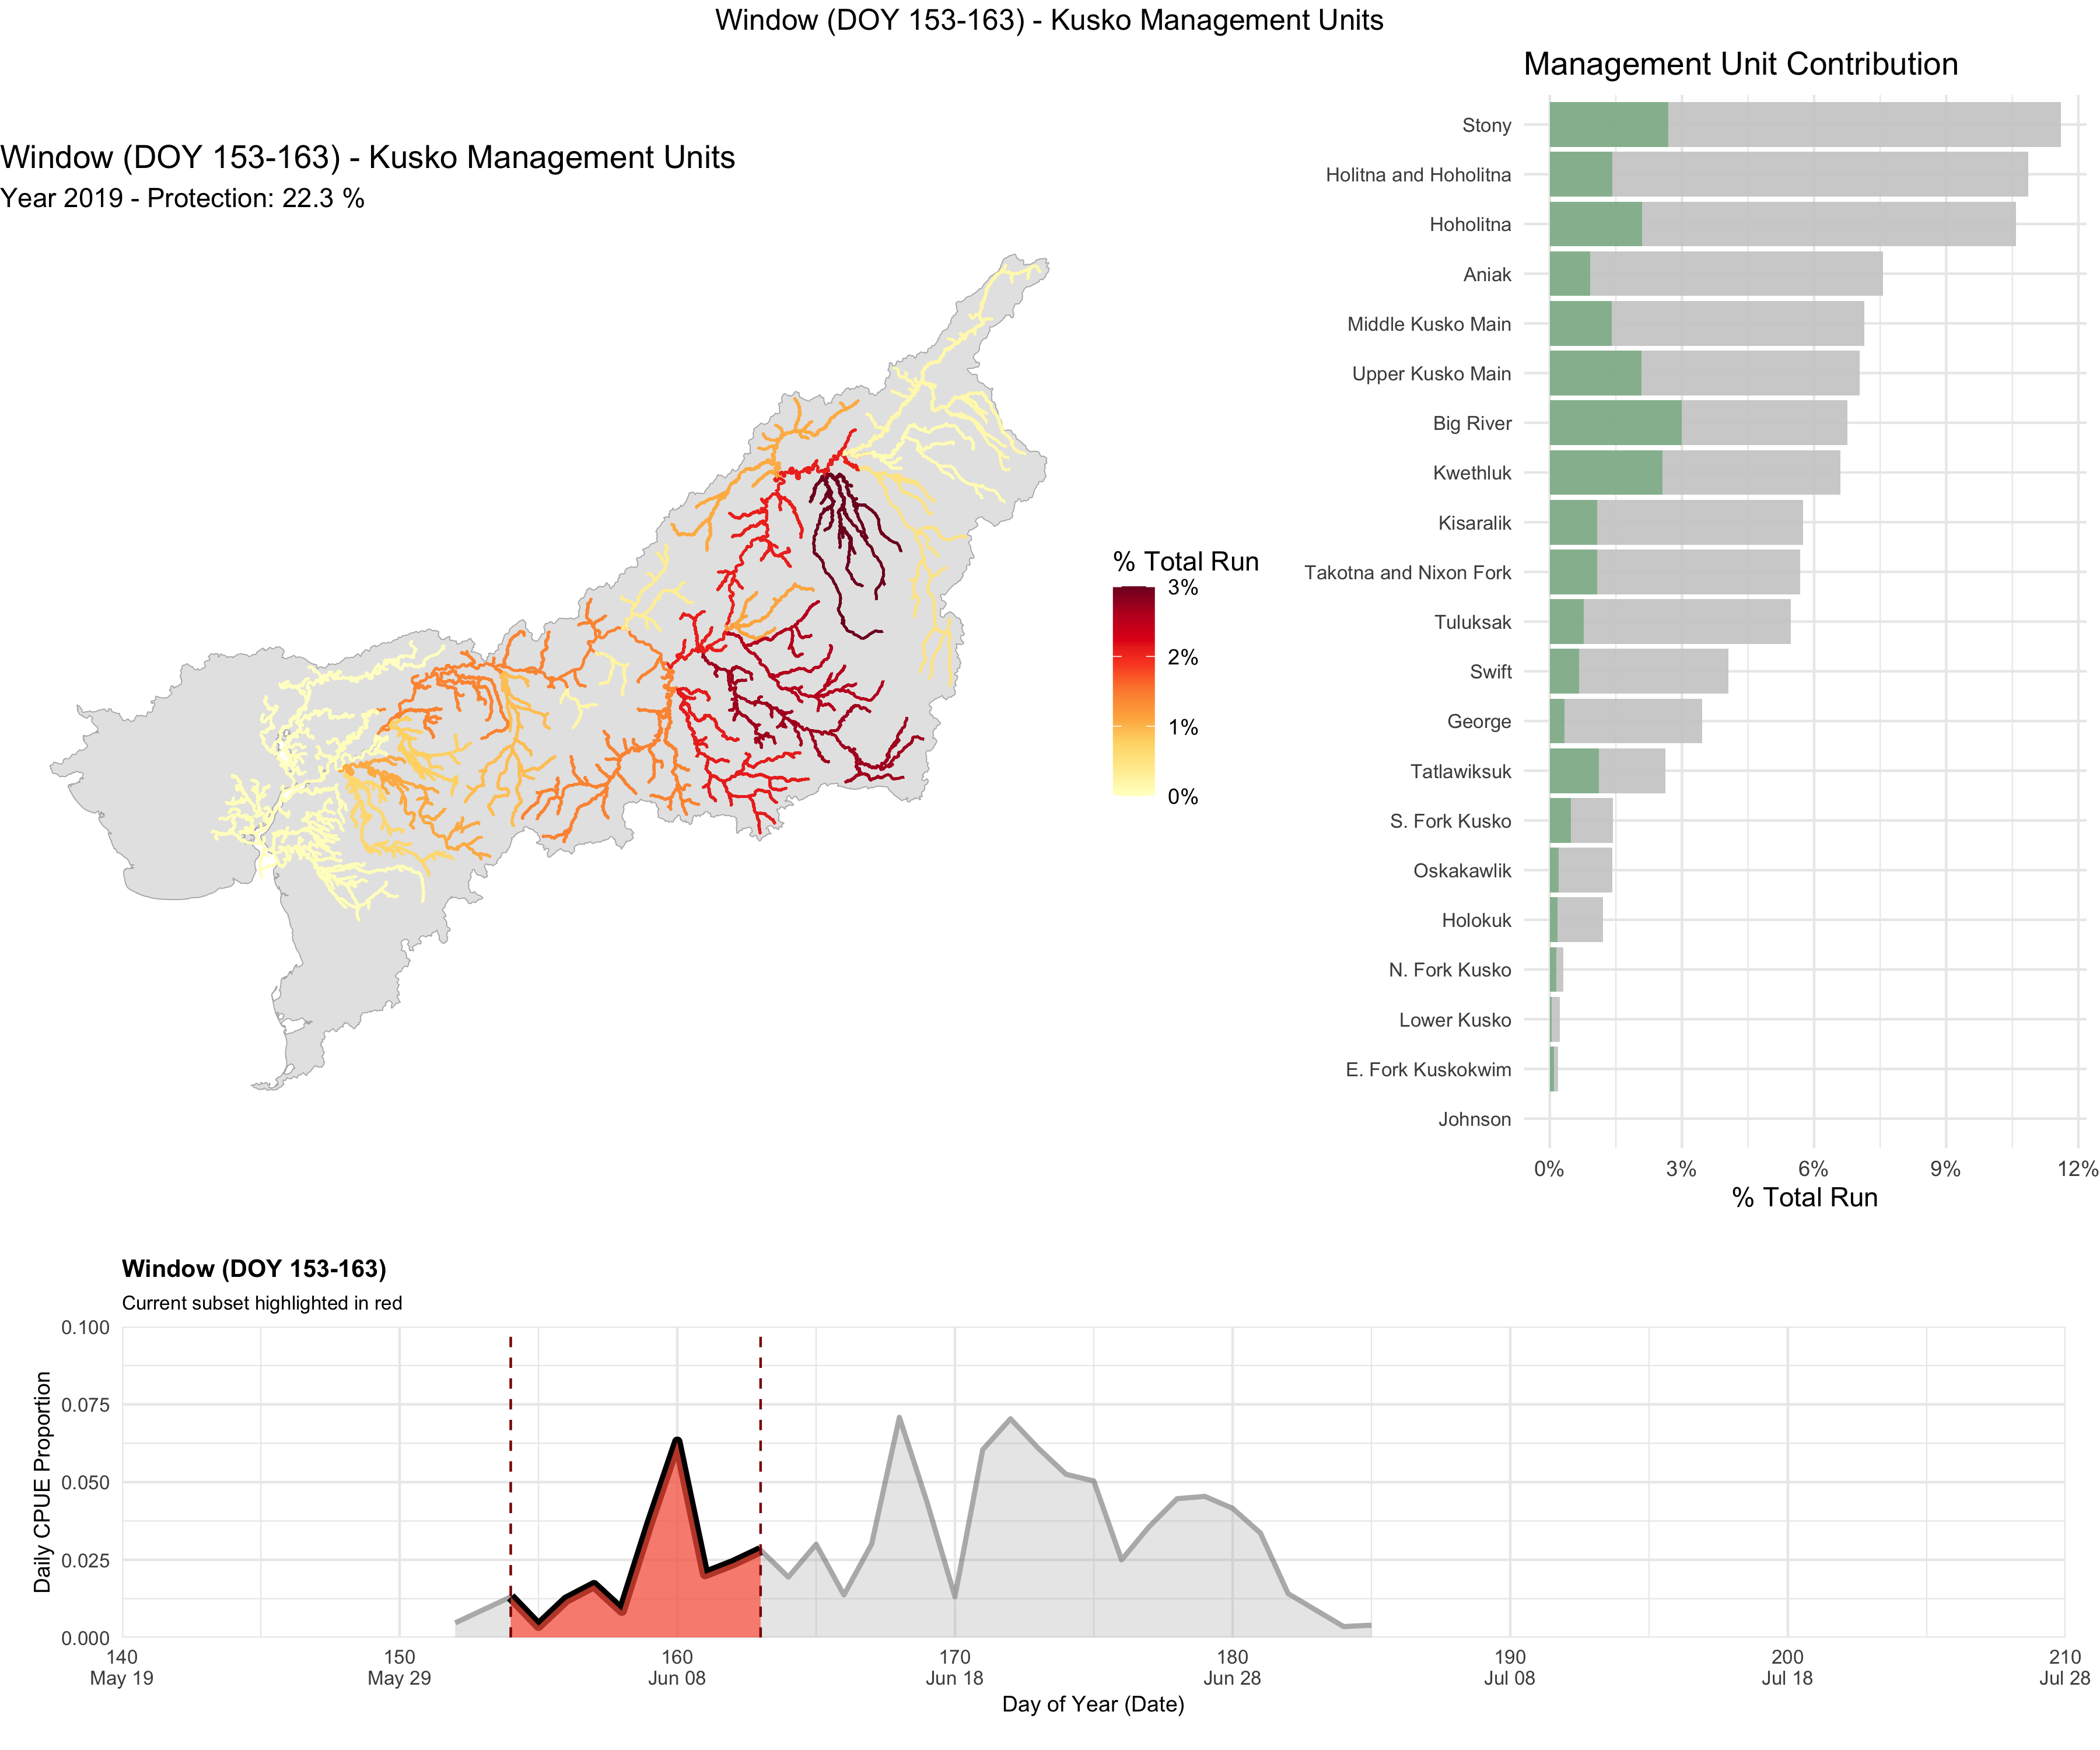 Window (DOY 153-163) - Kusko Management Units
Window (DOY 153-163) - Kusko Management Units
Year 2019 - Protection: 22.3 %
% Total Run
3%
2%
1%
0%
Management Unit Contribution
Stony
Holitna and Hoholitna
Hoholitna
Aniak
Middle Kusko Main
Upper Kusko Main
Big River
Kwethluk
Kisaralik
Takotna and Nixon Fork
Tuluksak
Swift
George
Tatlawiksuk
S. Fork Kusko
Oskakawlik
Holokuk
N. Fork Kusko
Lower Kusko
E. Fork Kuskokwim
Johnson
0% 3% 6% 9% 12%
% Total Run
Window (DOY 153-163)
Current subset highlighted in red
Daily CPUE Proportion
0.100
0.075
0.050
0.025
0.000
140 150 160 170 180 190 200 210
May 19 May 29 Jun 08 Jun 18 Jun 28 Jul 08 Jul 18 Jul 28
Day of Year (Date)